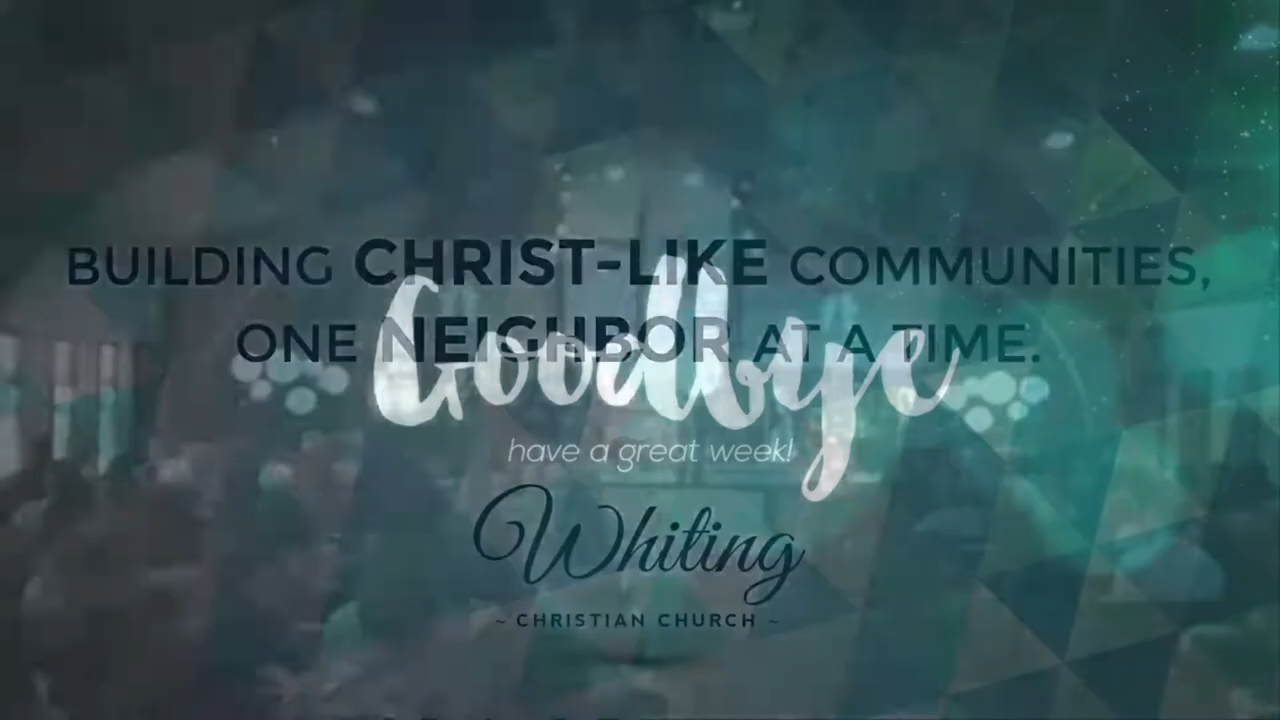 BUILDING CHRIST-LIKE COMMUNITIES,
ONE NEIGHBOR AT A TIME.
Goodbye
have a great week!
Whiting
~ CHRISTIAN CHURCH ~